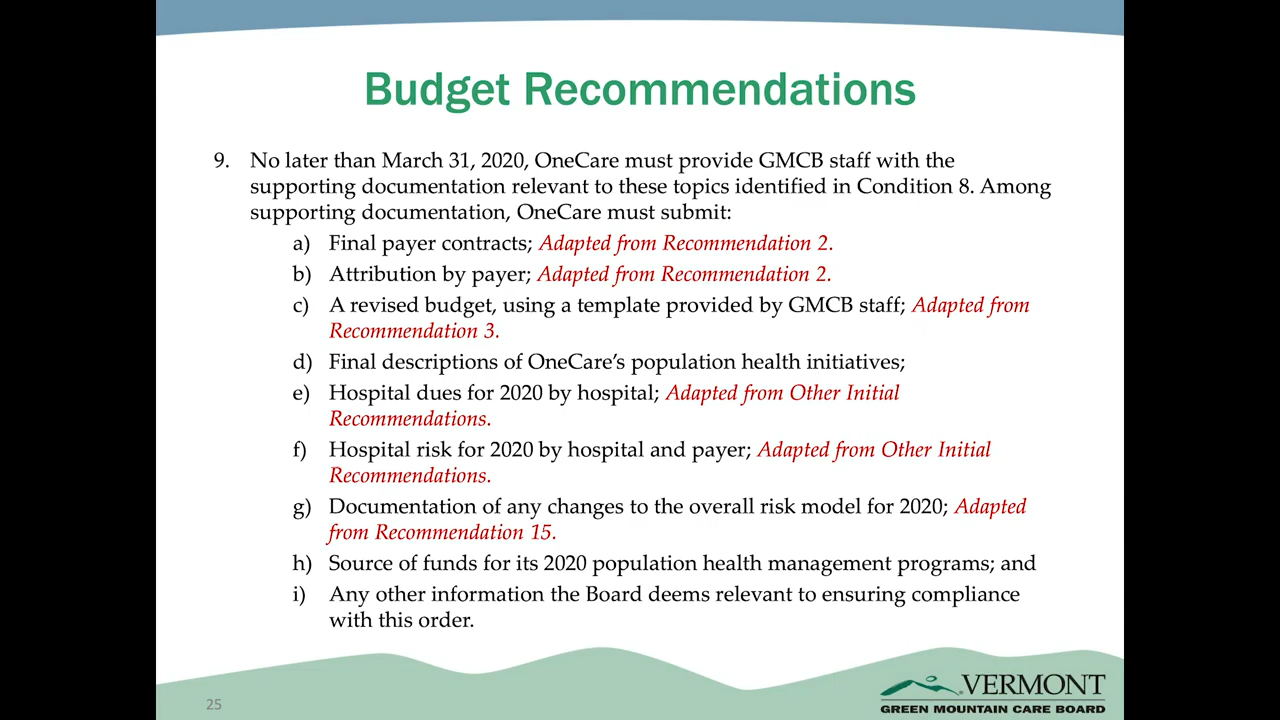 Budget Recommendations
9. No later than March 31, 2020, OneCare must provide GMCB staff with the
supporting documentation relevant to these topics identified in Condition 8. Among
supporting documentation, OneCare must submit:
a) Final payer contracts; Adapted from Recommendation 2.
b) Attribution by payer; Adapted from Recommendation 2.
c) A revised budget, using a template provided by GMCB staff; Adapted from
Recommendation 3.
d) Final descriptions of OneCare’s population health initiatives;
e) Hospital dues for 2020 by hospital; Adapted from Other Initial
Recommendations.
f) Hospital risk for 2020 by hospital and payer; Adapted from Other Initial
Recommendations.
g) Documentation of any changes to the overall risk model for 2020; Adapted
from Recommendation 15.
h) Source of funds for its 2020 population health management programs; and
i) Any other information the Board deems relevant to ensuring compliance
with this order.
25
VERMONT
GREEN MOUNTAIN CARE BOARD